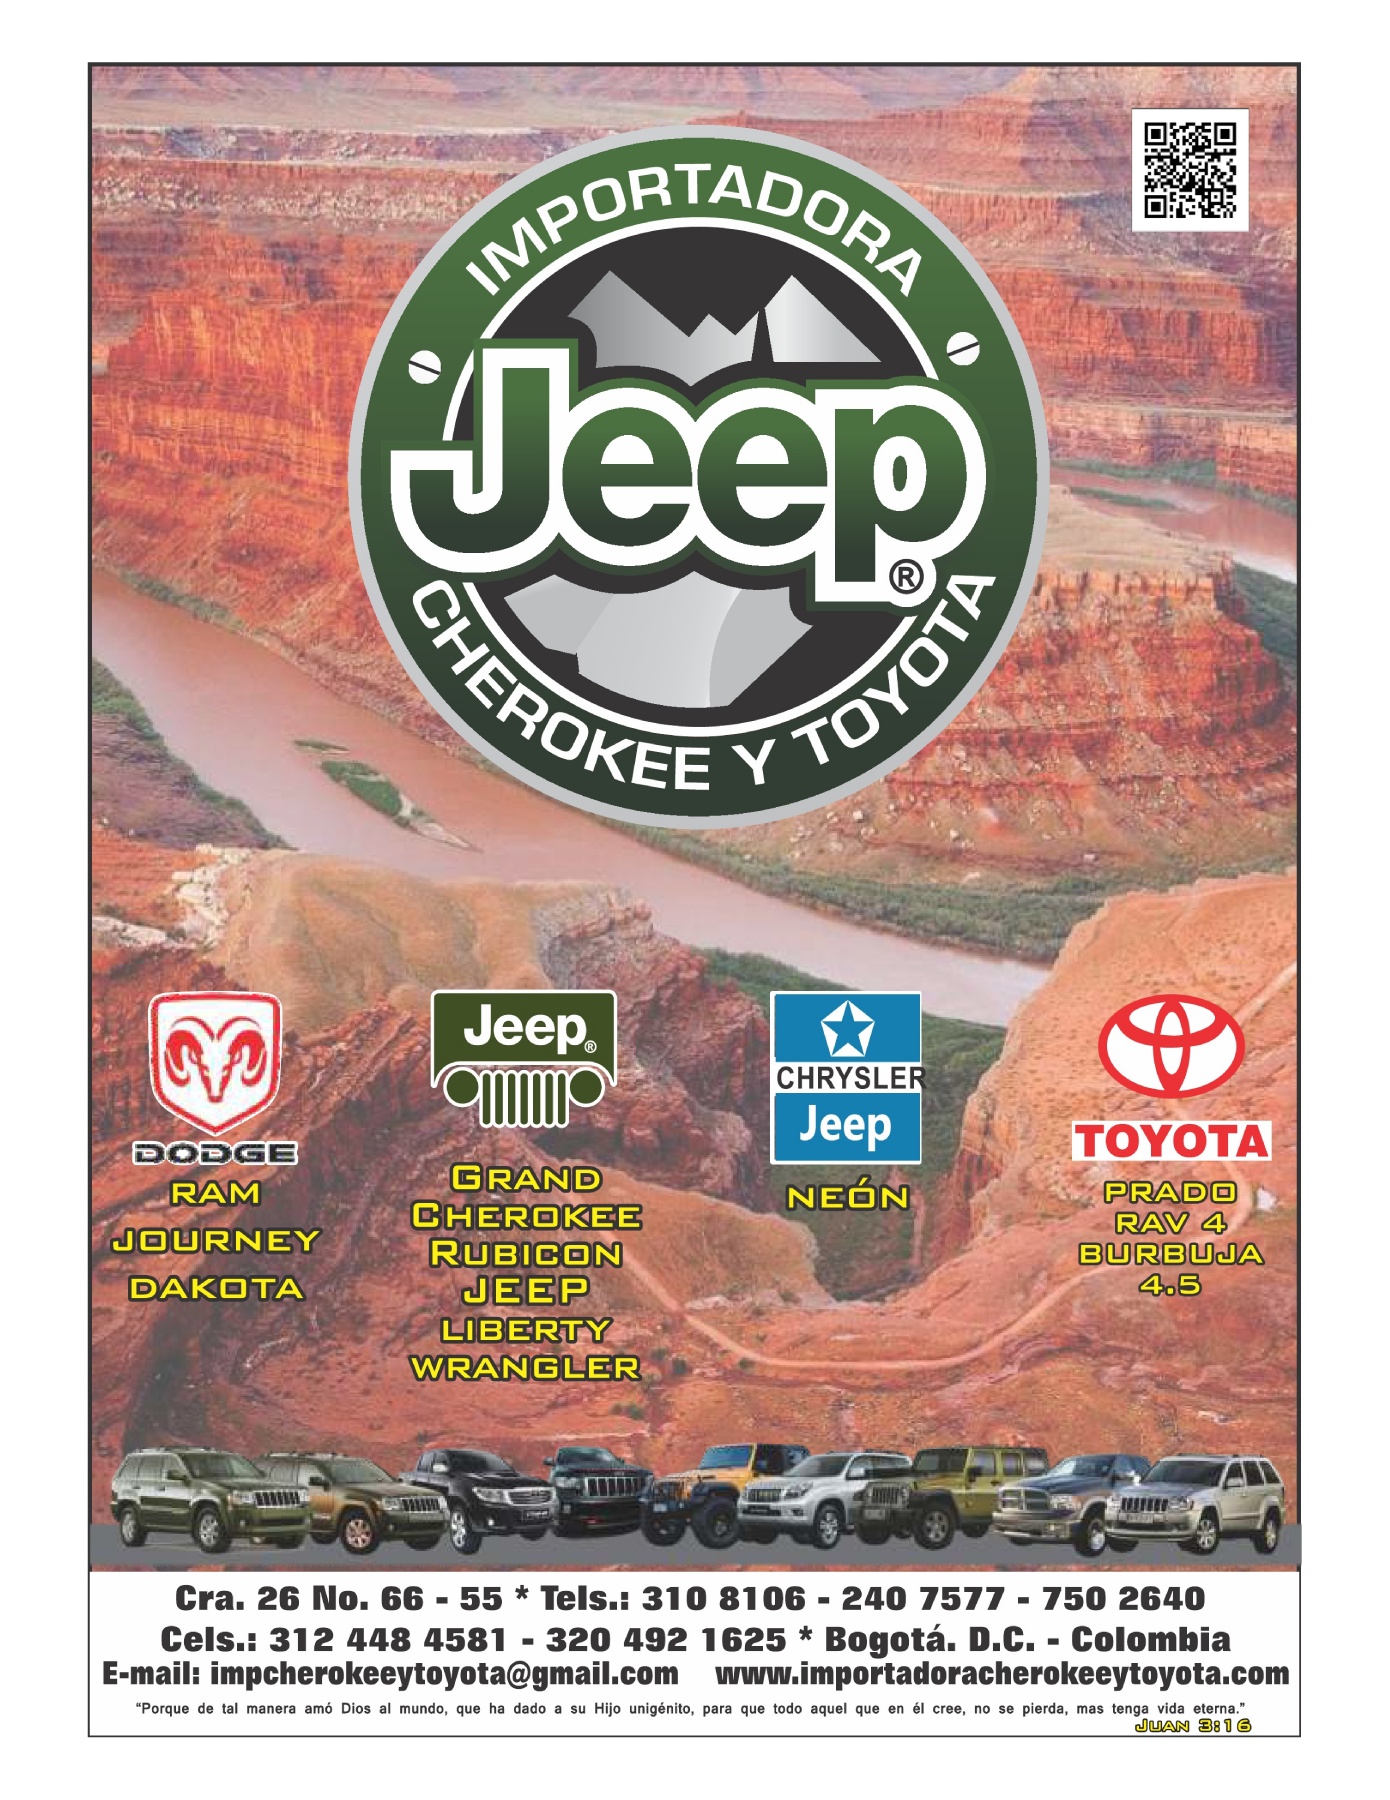 IMPORTADORA
Jeep®
CHEROKEE Y TOYOTA
DODGE
RAM
JOURNEY
DAKOTA
Jeep®
GRAND
CHEROKEE
RUBICON
JEEP
LIBERTY
WRANGLER
CHRYSLER
Jeep
NEÓN
TOYOTA
PRADO
RAV 4
BURBUJA
4.5
Cra. 26 No. 66 - 55 * Tels.: 310 8106 - 240 7577 - 750 2640
Cels.: 312 448 4581 - 320 492 1625 * Bogotá. D.C. - Colombia
E-mail: impcherokeeytoyota@gmail.com www.importadoracherokeeytoyota.com
“Porque de tal manera amó Dios al mundo, que ha dado a su Hijo unigénito, para que todo aquel que en él cree, no se pierda, mas tenga vida eterna.”
JUAN 3:16